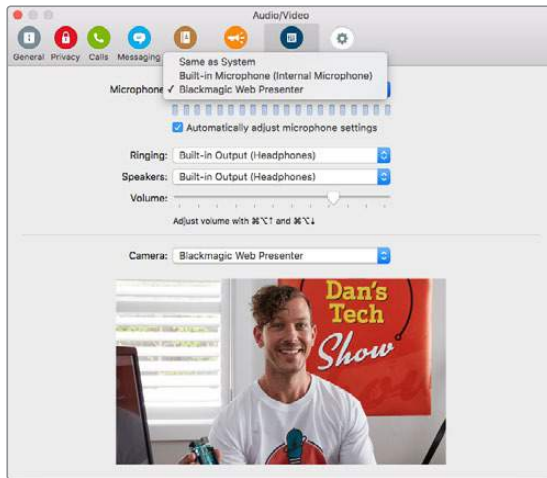 Audio/Video
General Privacy Calls Messaging
Same as System
Built-in Microphone (Internal Microphone)
Microphone ✓ Blackmagic Web Presenter
Automatically adjust microphone settings
Ringing: Built-in Output (Headphones)
Speakers: Built-in Output (Headphones)
Volume:
Adjust volume with ⌘⌥↑ and ⌘⌥↓
Camera: Blackmagic Web Presenter
Dan's
Tech
Show